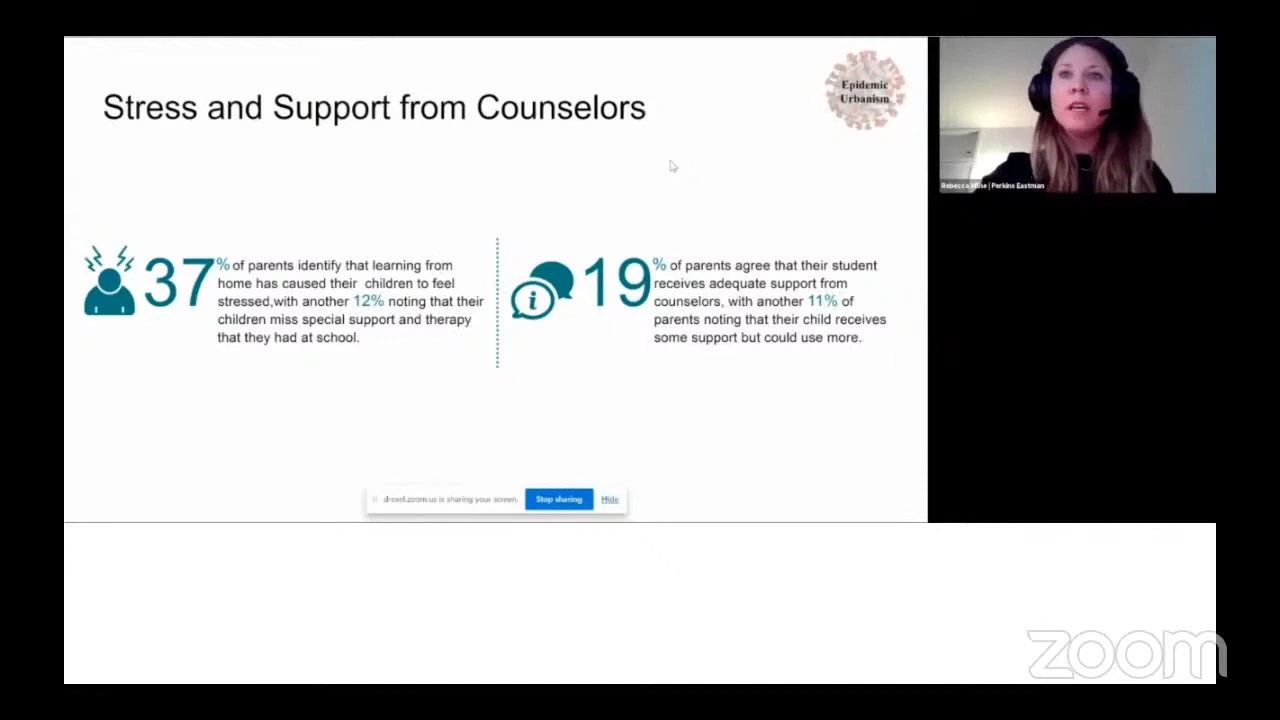 Stress and Support from Counselors
Epidemic
Urbanism
37% of parents identify that learning from
home has caused their children to feel
stressed,with another 12% noting that their
children miss special support and therapy
that they had at school.
19% of parents agree that their student
receives adequate support from
counselors, with another 11% of
parents noting that their child receives
some support but could use more.
drexel.zoom.us is sharing your screen. Stop sharing Hide
Rebecca | Perkins Eastman
zoom